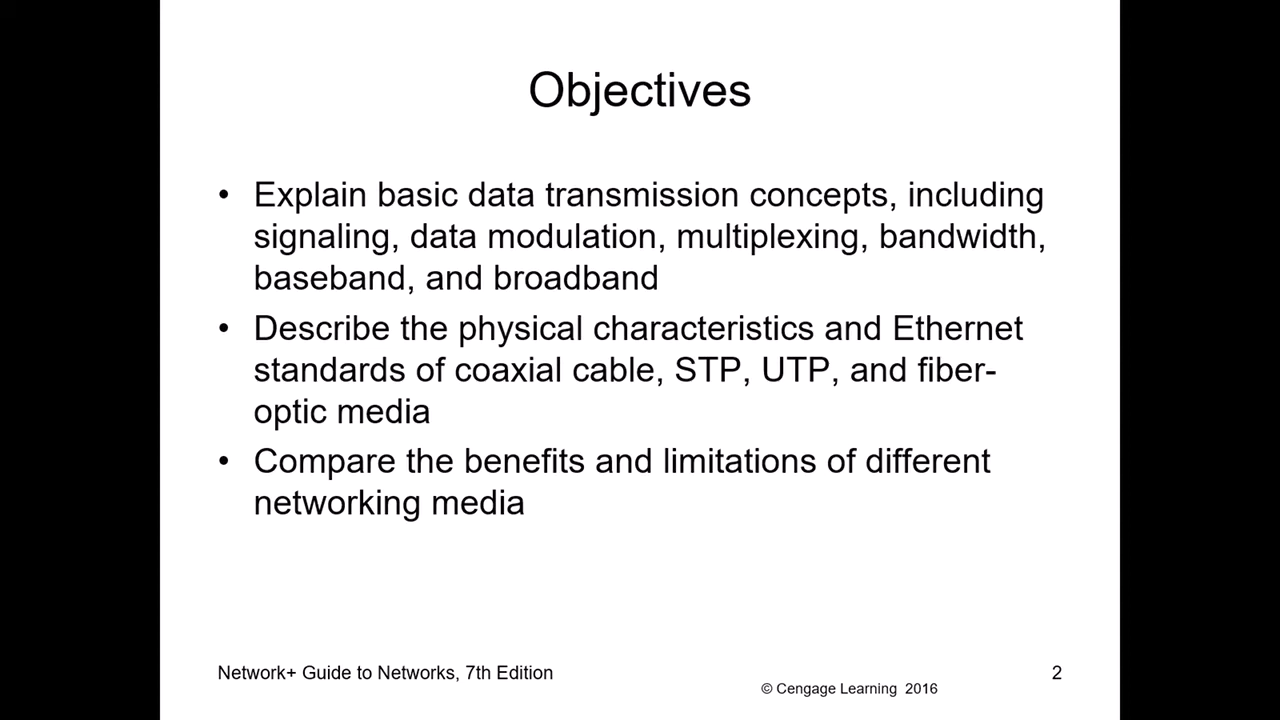 Objectives
• Explain basic data transmission concepts, including
signaling, data modulation, multiplexing, bandwidth,
baseband, and broadband
• Describe the physical characteristics and Ethernet
standards of coaxial cable, STP, UTP, and fiber-
optic media
• Compare the benefits and limitations of different
networking media
Network+ Guide to Networks, 7th Edition
2
© Cengage Learning 2016